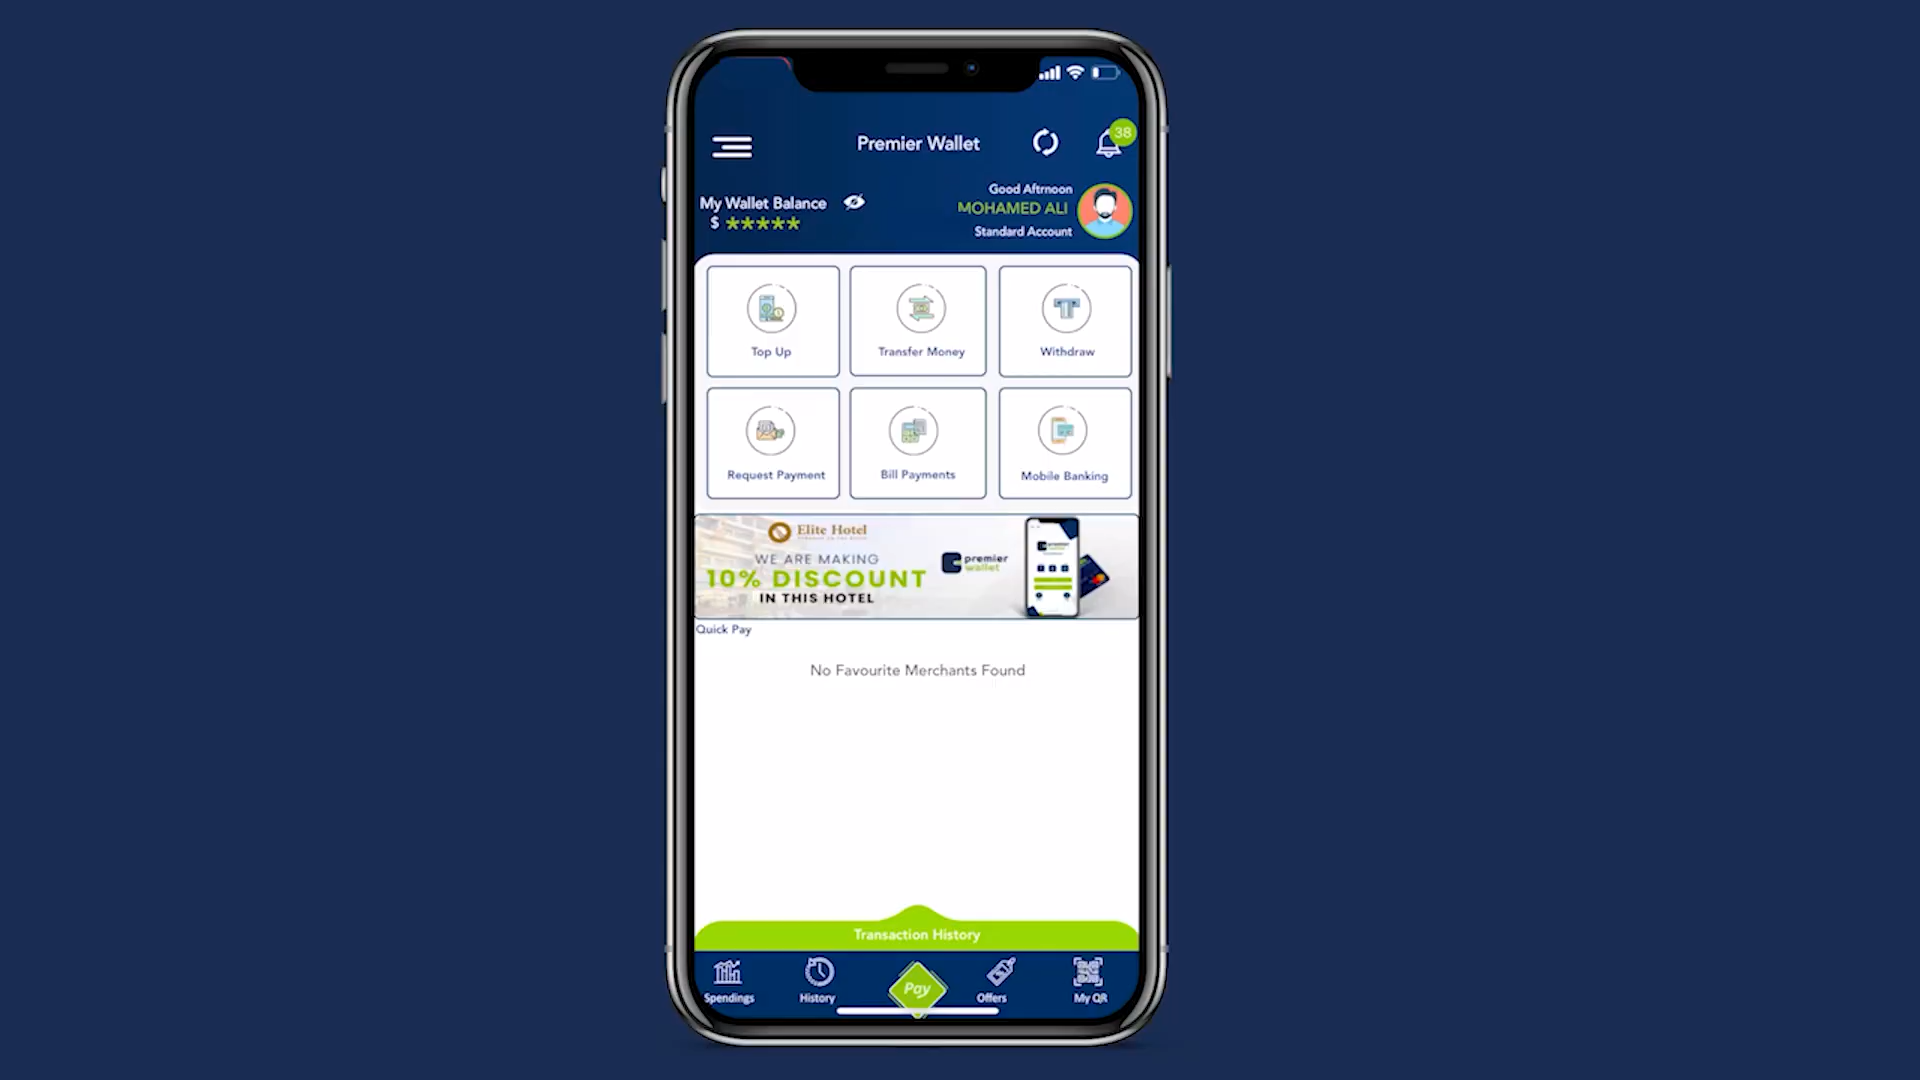 Premier Wallet
38
My Wallet Balance
$ *****
Good Aftrnoon
MOHAMED ALI
Standard Account
Top Up
Transfer Money
Withdraw
Request Payment
Bill Payments
Mobile Banking
Elite Hotel
WE ARE MAKING
10% DISCOUNT
IN THIS HOTEL
premier
wallet
Quick Pay
No Favourite Merchants Found
Transaction History
Spendings
History
Pay
Offers
My QR